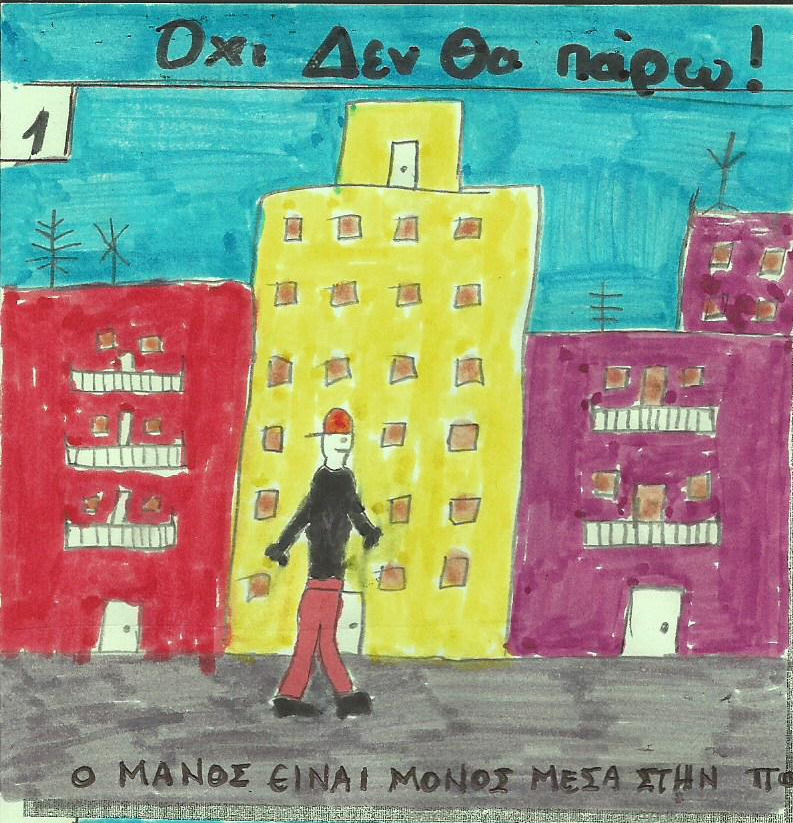 Οχι Δεν Θα πάρω!
1
Ο ΜΑΝΟΣ ΕΙΝΑΙ ΜΟΝΟΣ ΜΕΣΑ ΣΤΗΝ